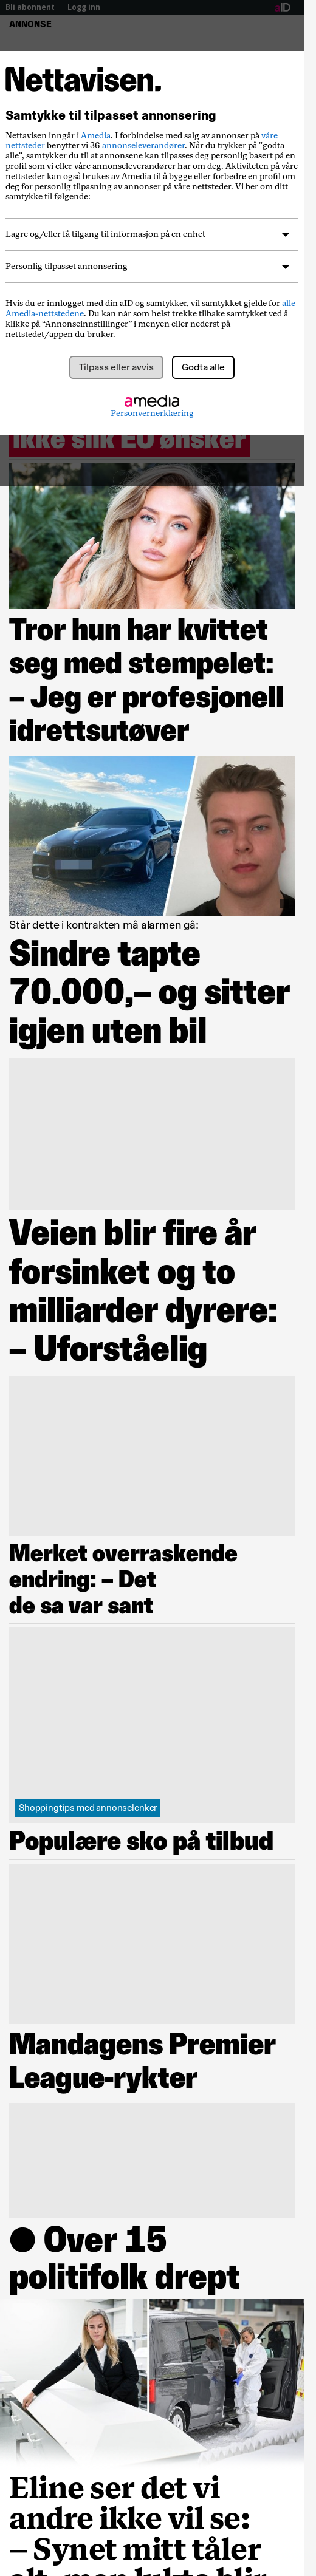 Bli abonnent | Logg inn
aID
ANNONSE
Nettavisen.
Samtykke til tilpasset annonsering
Nettavisen inngår i Amedia. I forbindelse med salg av annonser på våre
nettsteder benytter vi 36 annonseleverandører. Når du trykker på "godta
alle", samtykker du til at annonsene kan tilpasses deg personlig basert på en
profil som vi eller våre annonseleverandører har om deg. Aktiviteten på våre
nettsteder kan også brukes av Amedia til å bygge eller forbedre en profil om
deg for personlig tilpasning av annonser på våre nettsteder. Vi ber om ditt
samtykke til følgende:
Lagre og/eller få tilgang til informasjon på en enhet
Personlig tilpasset annonsering
Hvis du er innlogget med din aID og samtykker, vil samtykket gjelde for alle
Amedia-nettstedene. Du kan når som helst trekke tilbake samtykket ved å
klikke på “Annonseinnstillinger” i menyen eller nederst på
nettstedet/appen du bruker.
Tilpass eller avvis
Godta alle
amedia
Personvernerklæring
ikke slik EU ønsker
Tror hun har kvittet
seg med stempelet:
– Jeg er profesjonell
idrettsutøver
Står dette i kontrakten må alarmen gå:
Sindre tapte
70.000,– og sitter
igjen uten bil
Veien blir fire år
forsinket og to
milliarder dyrere:
– Uforståelig
Merket overraskende
endring: – Det
de sa var sant
Shoppingtips med annonselenker
Populære sko på tilbud
Mandagens Premier
League-rykter
● Over 15
politifolk drept
Eline ser det vi
andre ikke vil se:
– Synet mitt tåler